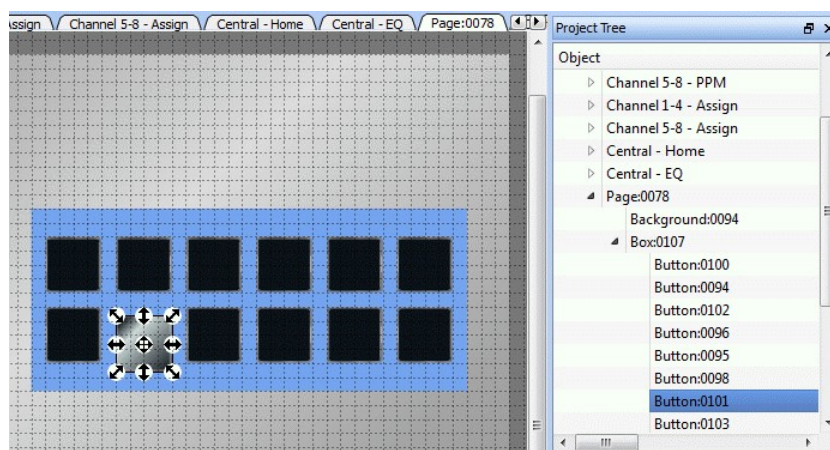 Assign
Channel 5-8 - Assign
Central - Home
Central - EQ
Page:0078
Project Tree
Object
Channel 5-8 - PPM
Channel 1-4 - Assign
Channel 5-8 - Assign
Central - Home
Central - EQ
Page:0078
Background:0094
Box:0107
Button:0100
Button:0094
Button:0102
Button:0096
Button:0095
Button:0098
Button:0101
Button:0103